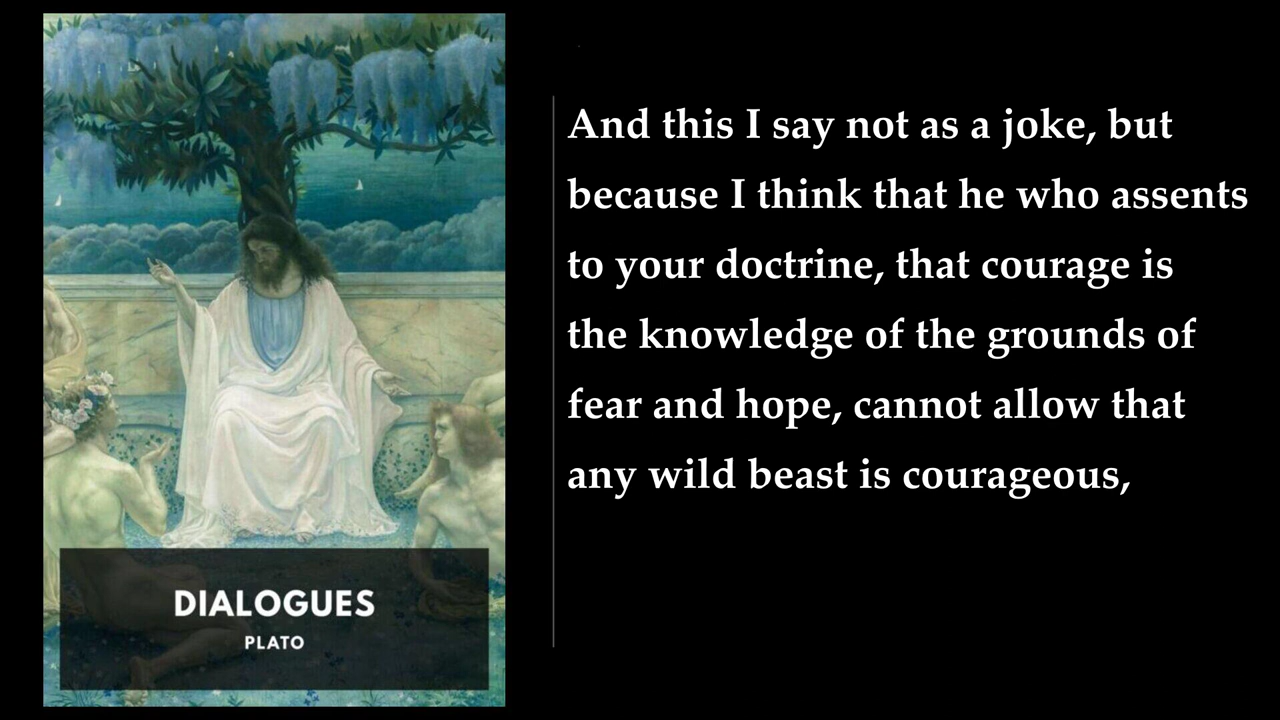 DIALOGUES
PLATO
And this I say not as a joke, but
because I think that he who assents
to your doctrine, that courage is
the knowledge of the grounds of
fear and hope, cannot allow that
any wild beast is courageous,